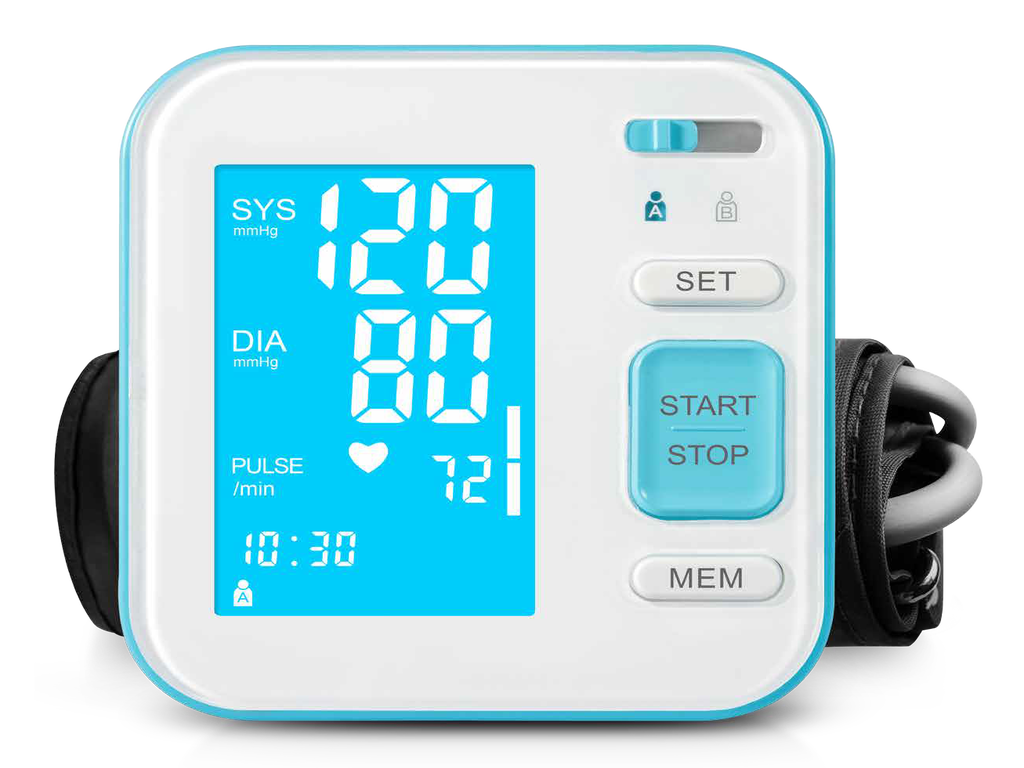 SYS
mmHg
120
A
B
SET
DIA
mmHg
80
START
STOP
PULSE
/min
72
10:30
A
MEM